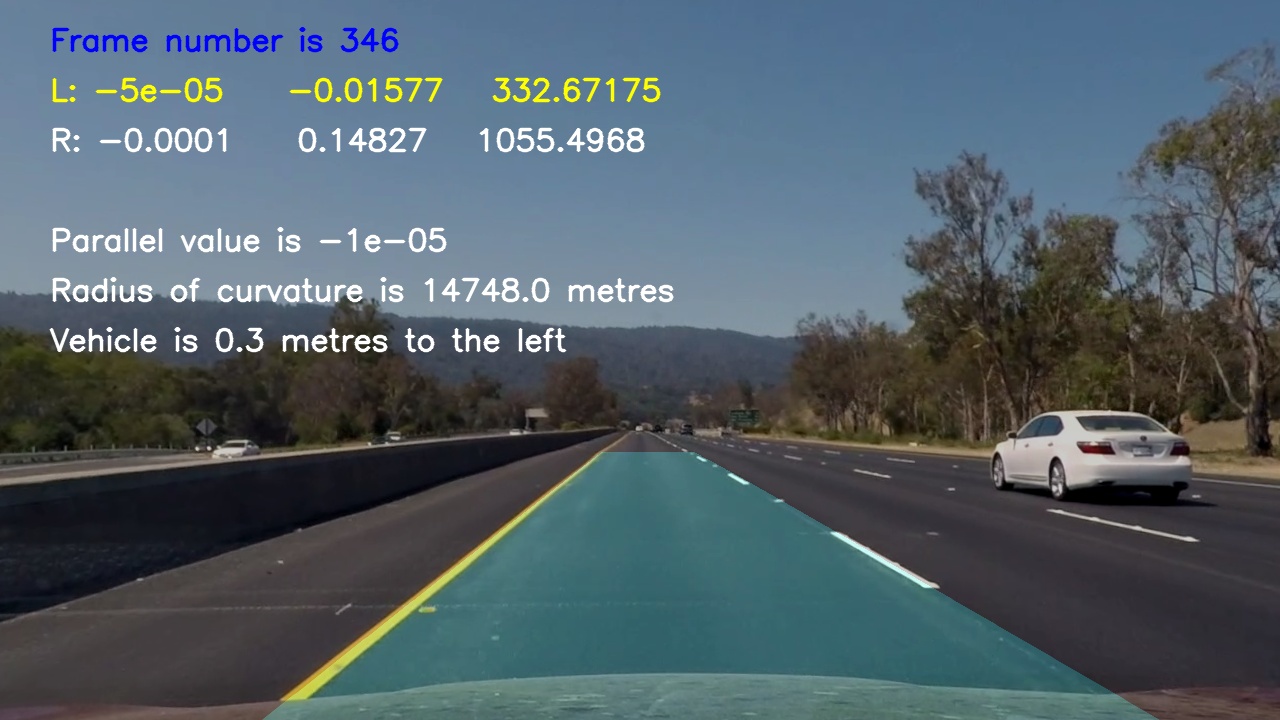 Frame number is 346
L: -5e-05 -0.01577 332.67175
R: -0.0001 0.14827 1055.4968
Parallel value is -1e-05
Radius of curvature is 14748.0 metres
Vehicle is 0.3 metres to the left